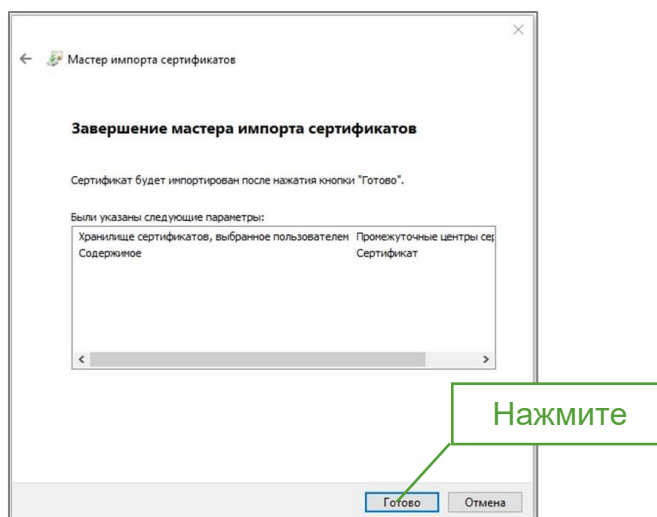 Мастер импорта сертификатов
Завершение мастера импорта сертификатов
Сертификат будет импортирован после нажатия кнопки "Готово".
Были указаны следующие параметры:
Хранилище сертификатов, выбранное пользователем Промежуточные центры сер
Содержимое Сертификат
Нажмите
Готово Отмена